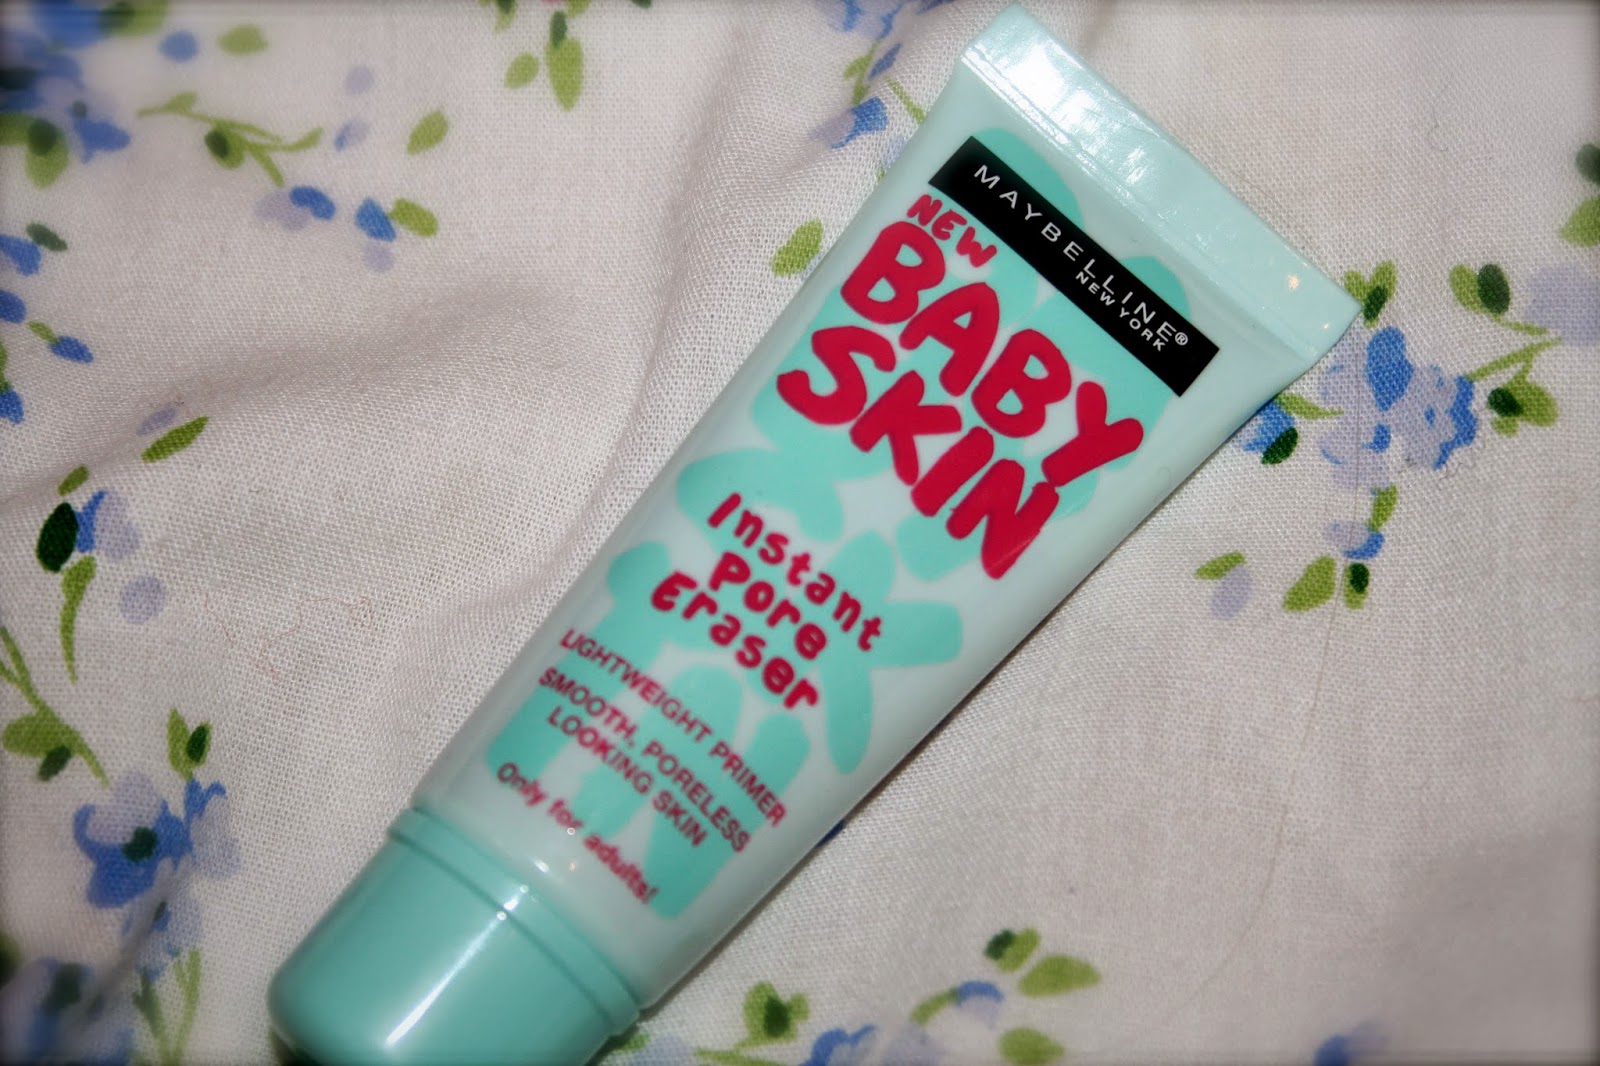 MAYBELLINE®
NEW YORK
NEW
BABY
SKIN
Instant
Pore
Eraser
LIGHTWEIGHT PRIMER
SMOOTH, PORELESS
LOOKING SKIN
Only for adults!